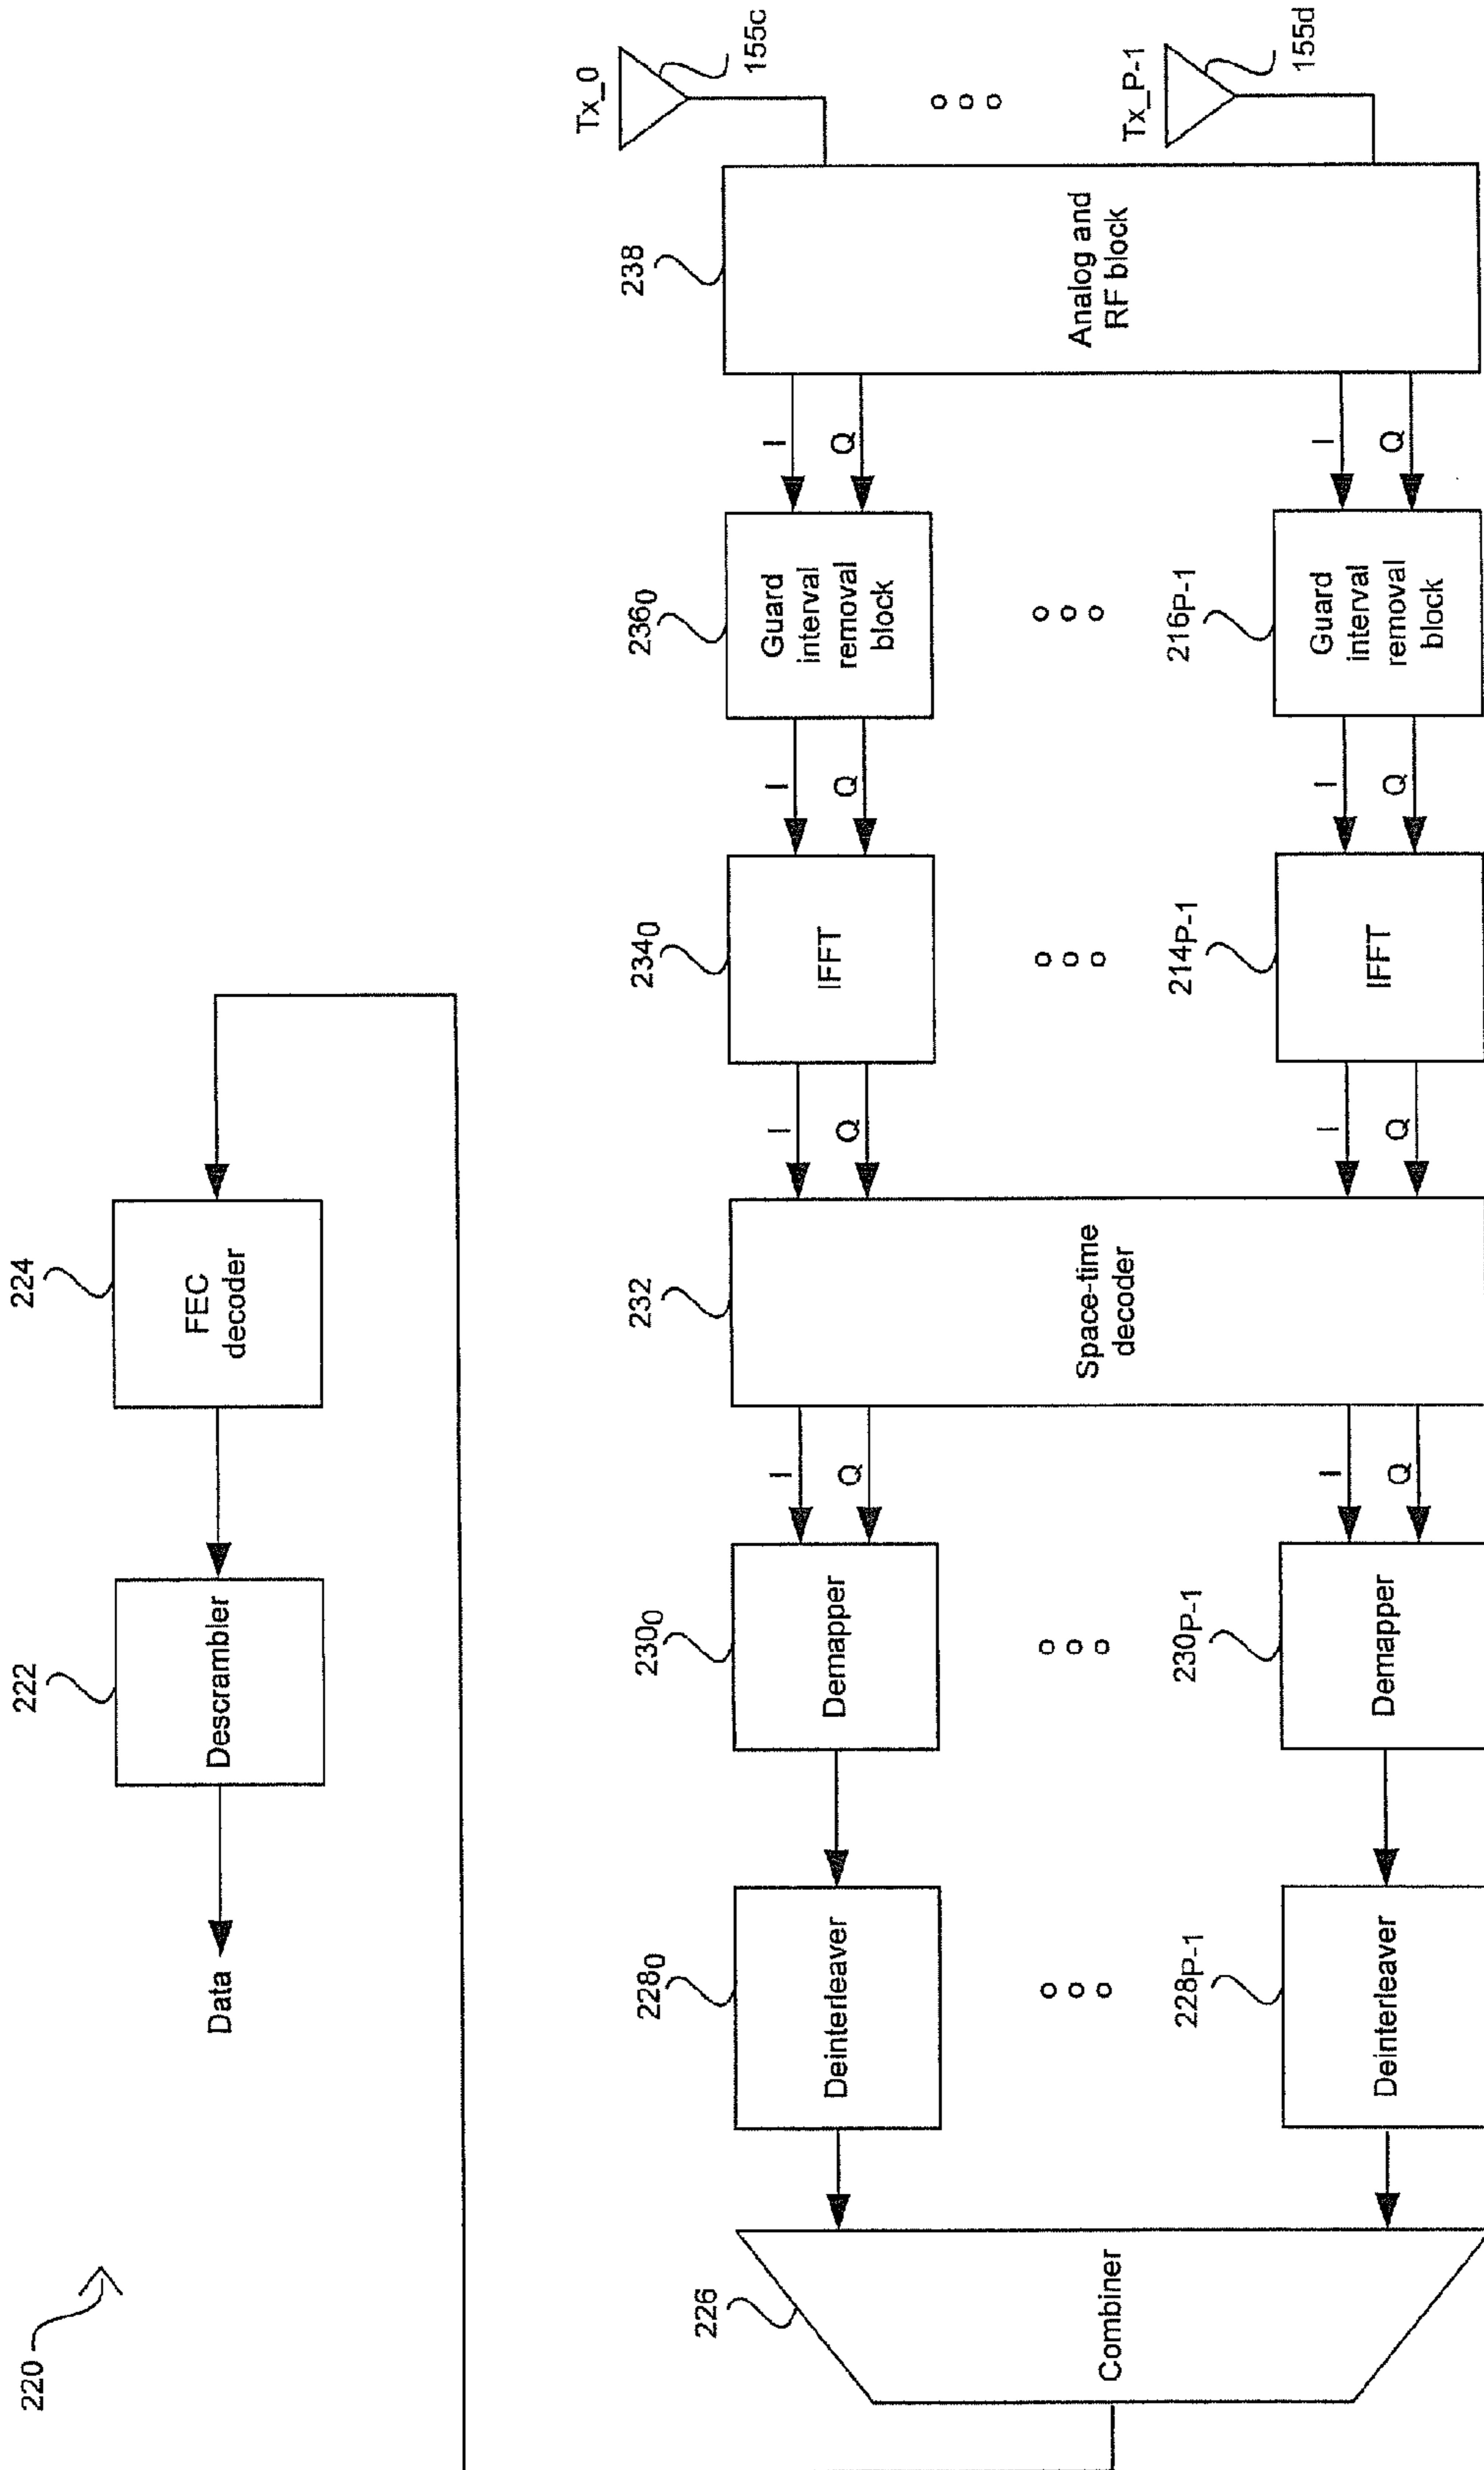 220
Data
222
Descrambler
224
FEC
decoder
226
Combiner
228₀
Deinterleaver
230₀
Demapper
I
Q
232
Space-time
decoder
I
Q
234₀
IFFT
I
Q
236₀
Guard
interval
removal
block
I
Q
238
Analog and
RF block
Tx_0
155c
228P-1
Deinterleaver
230P-1
Demapper
I
Q
I
Q
214P-1
IFFT
I
Q
216P-1
Guard
interval
removal
block
I
Q
Tx_P-1
155d